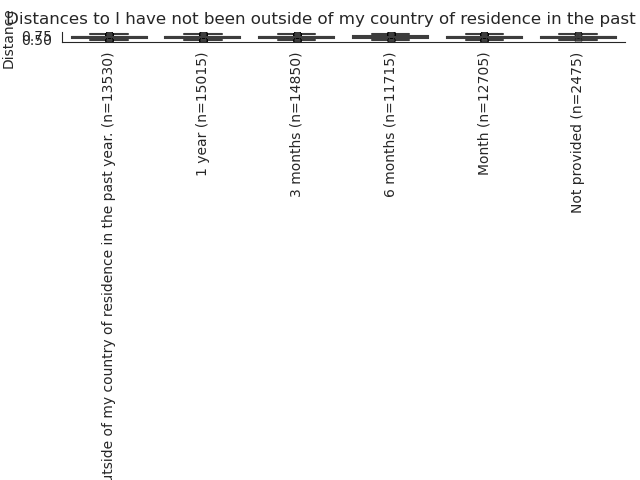 Distances to I have not been outside of my country of residence in the past
Distance
0.75
0.50
utside of my country of residence in the past year. (n=13530)
1 year (n=15015)
3 months (n=14850)
6 months (n=11715)
Month (n=12705)
Not provided (n=2475)